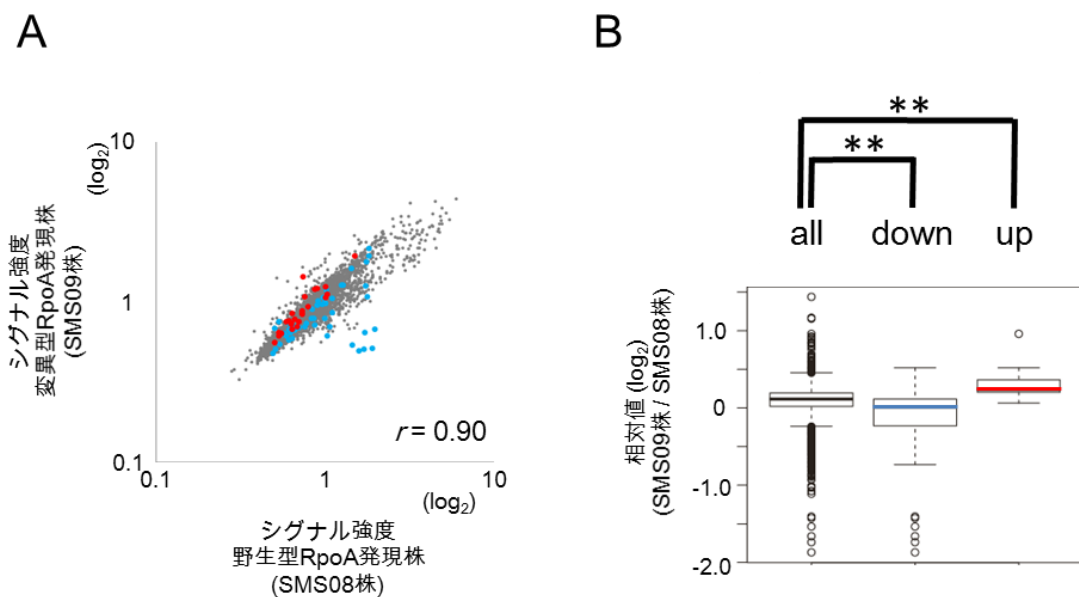 A
10
(log₂)
シグナル強度
変異型RpoA発現株
(SMS09株)
1
0.1
r = 0.90
0.1
1
10
(log₂)
シグナル強度
野生型RpoA発現株
(SMS08株)
B
**
**
all
down
up
相対値 (log₂)
(SMS09株 / SMS08株)
1.0
0
-1.0
-2.0